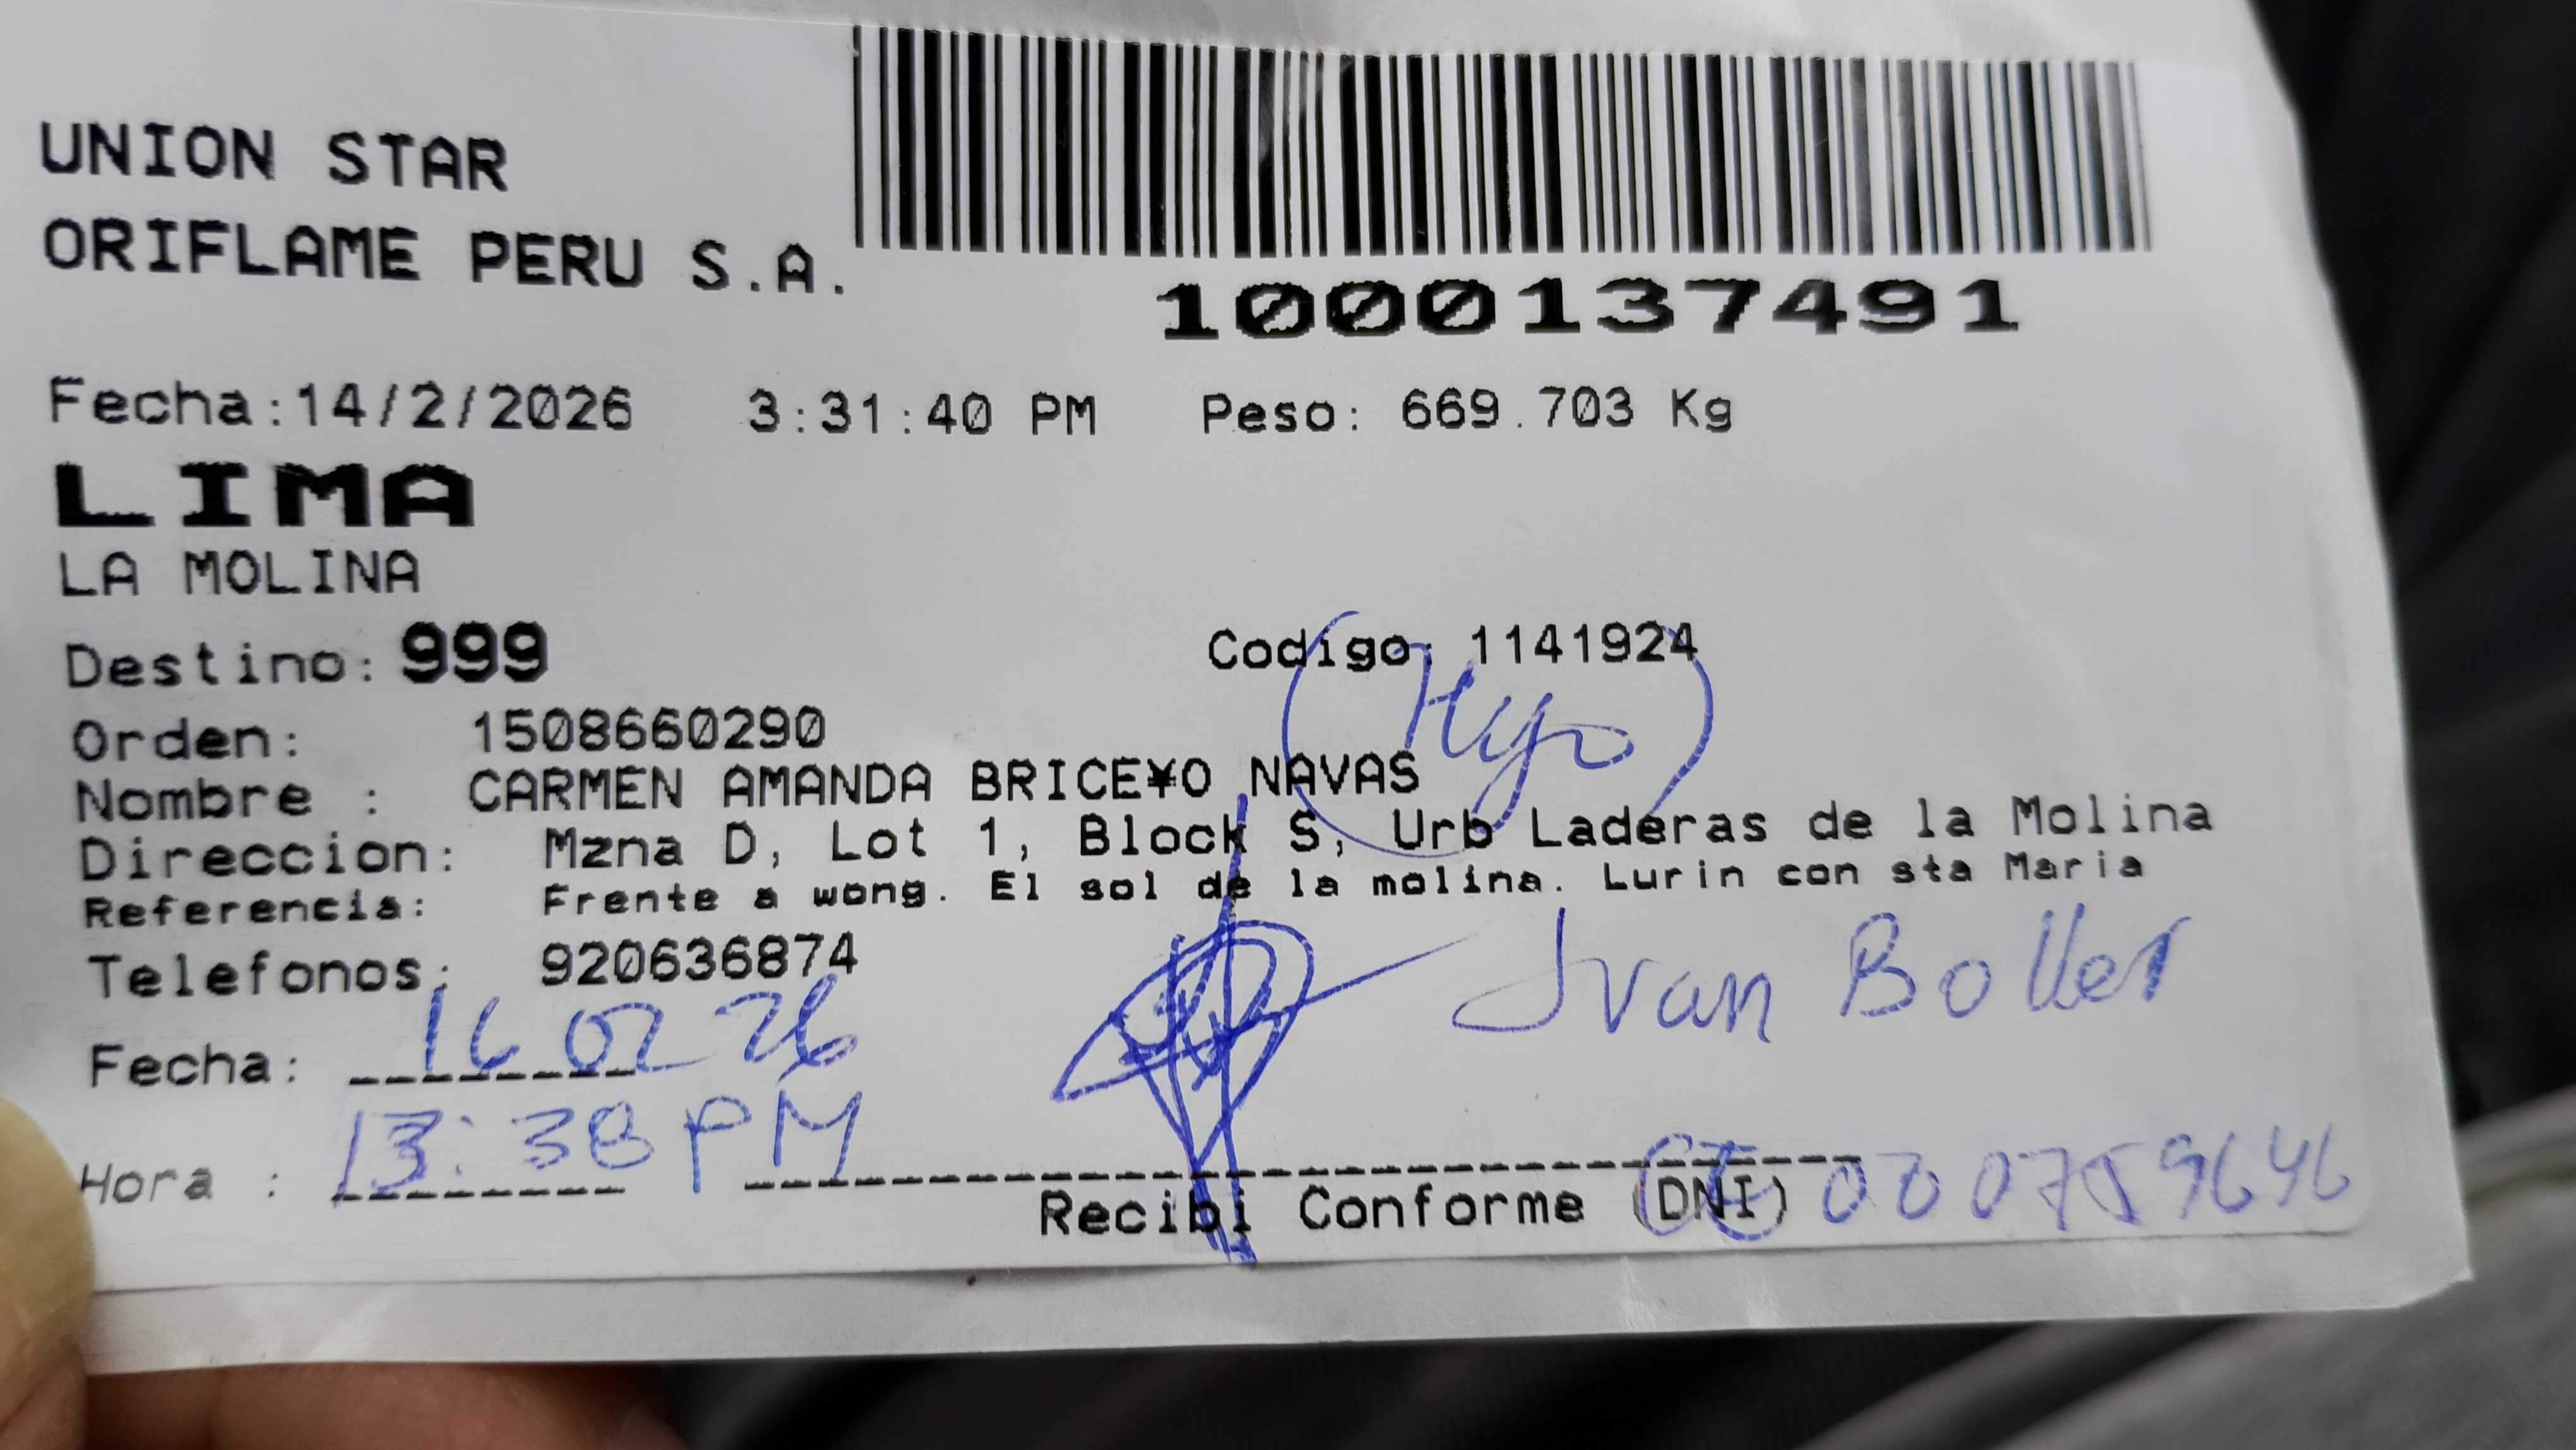 UNION STAR
ORIFLAME PERU S.A.
1000137491
Fecha:14/2/2026 3:31:40 PM Peso: 669.703 Kg
LIMA
LA MOLINA
Destino: 999 Codigo: 1141924
(Hijo)
Orden: 1508660290
Nombre : CARMEN AMANDA BRICE¥O NAVAS
Direccion: Mzna D, Lot 1, Block S, Urb Laderas de la Molina
Referencia: Frente a wong. El sol de la molina. Lurin con sta Maria
Telefonos: 920636874
Ivan Boller
Fecha: 16 02 26
Hora : 13:38 PM
Recibi Conforme (DNI) CE 000759646